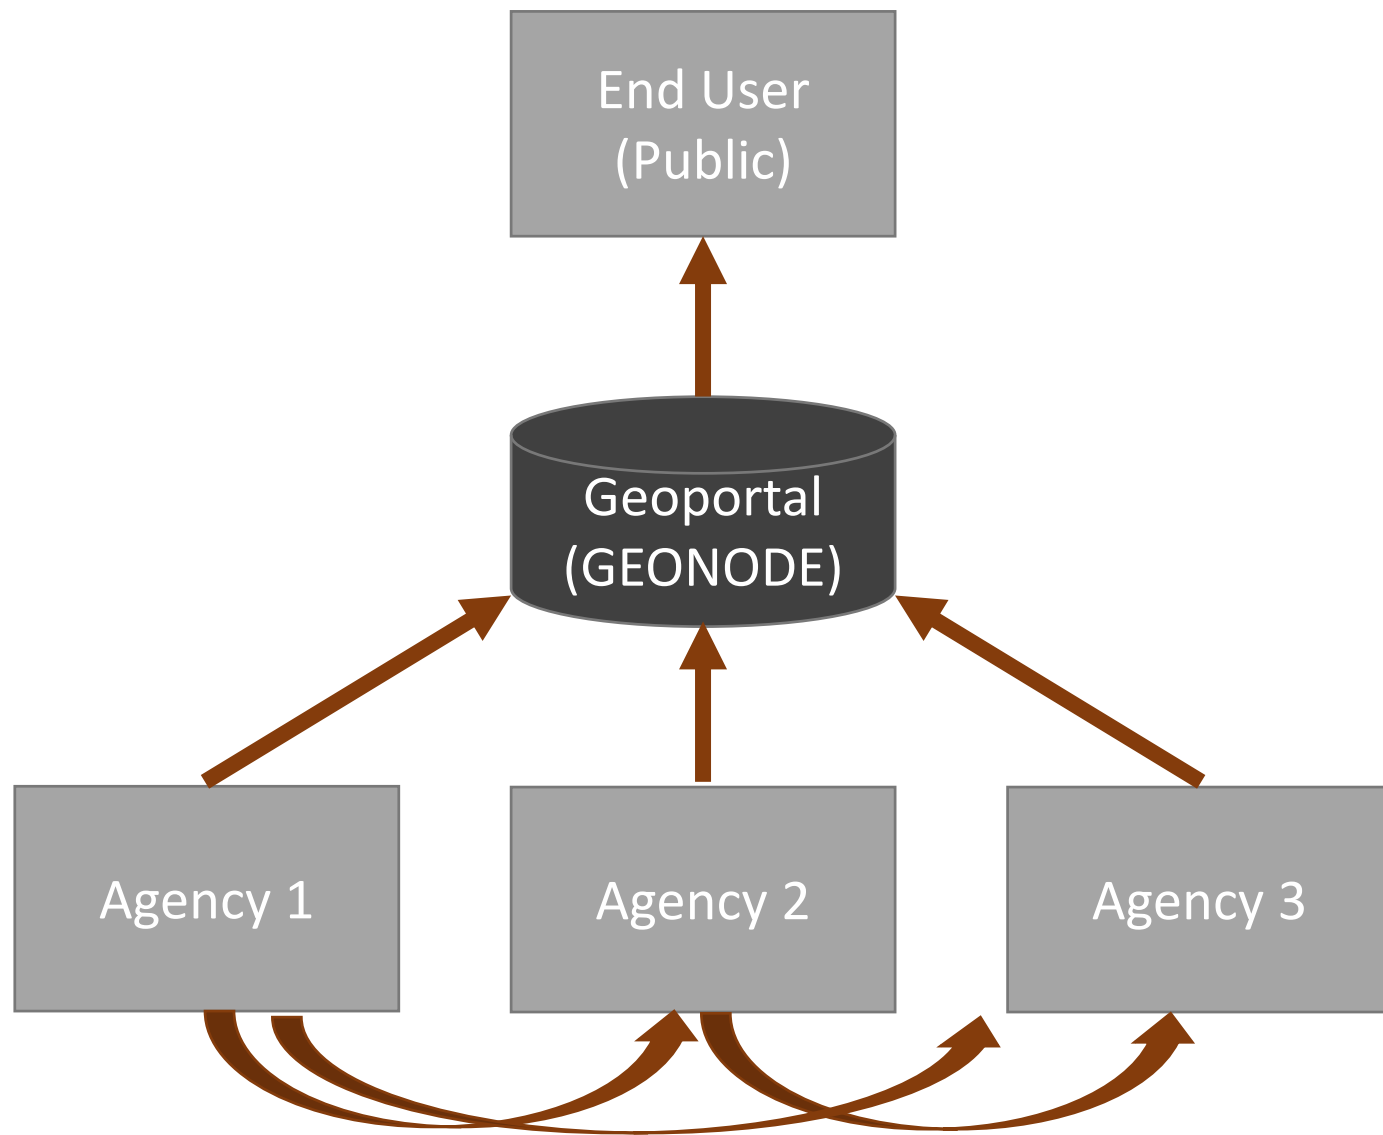 End User
(Public)
Geoportal
(GEONODE)
Agency 1
Agency 2
Agency 3